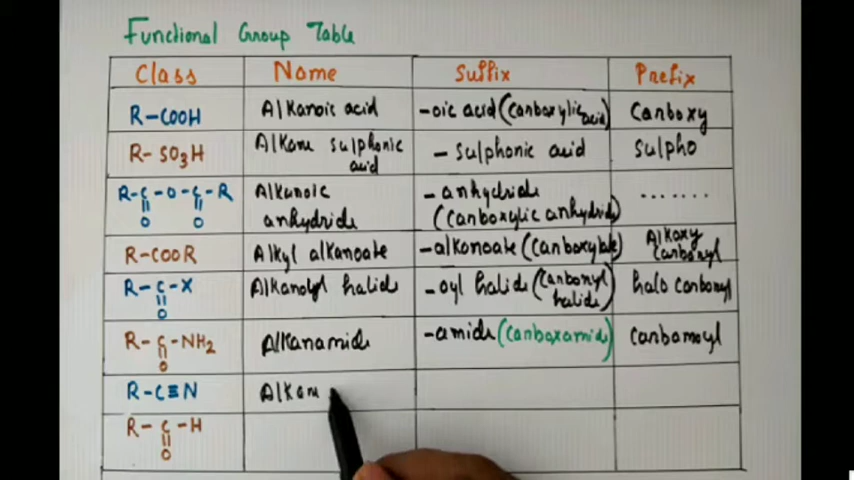 Functional Group Table
Class Name Suffix Prefix
R-COOH Alkanoic acid -oic acid (Carboxylic acid) Carboxy
R-SO3H Alkane sulphonic acid - sulphonic acid sulpho
R-C-O-C-R Alkanoic anhydride - anhydride (Carboxylic anhydride) .......
O O
R-COOR Alkyl alkanoate -alkonoate (Carboxylate) Alkoxy Carbonyl
R-C-X Alkanolyl halide -oyl halide (Carbonyl halide) halo carbonyl
O
R-C-NH2 Alkanamide -amide (Carboxamide) Carbamoyl
O
R-C≡N Alkan
R-C-H
O